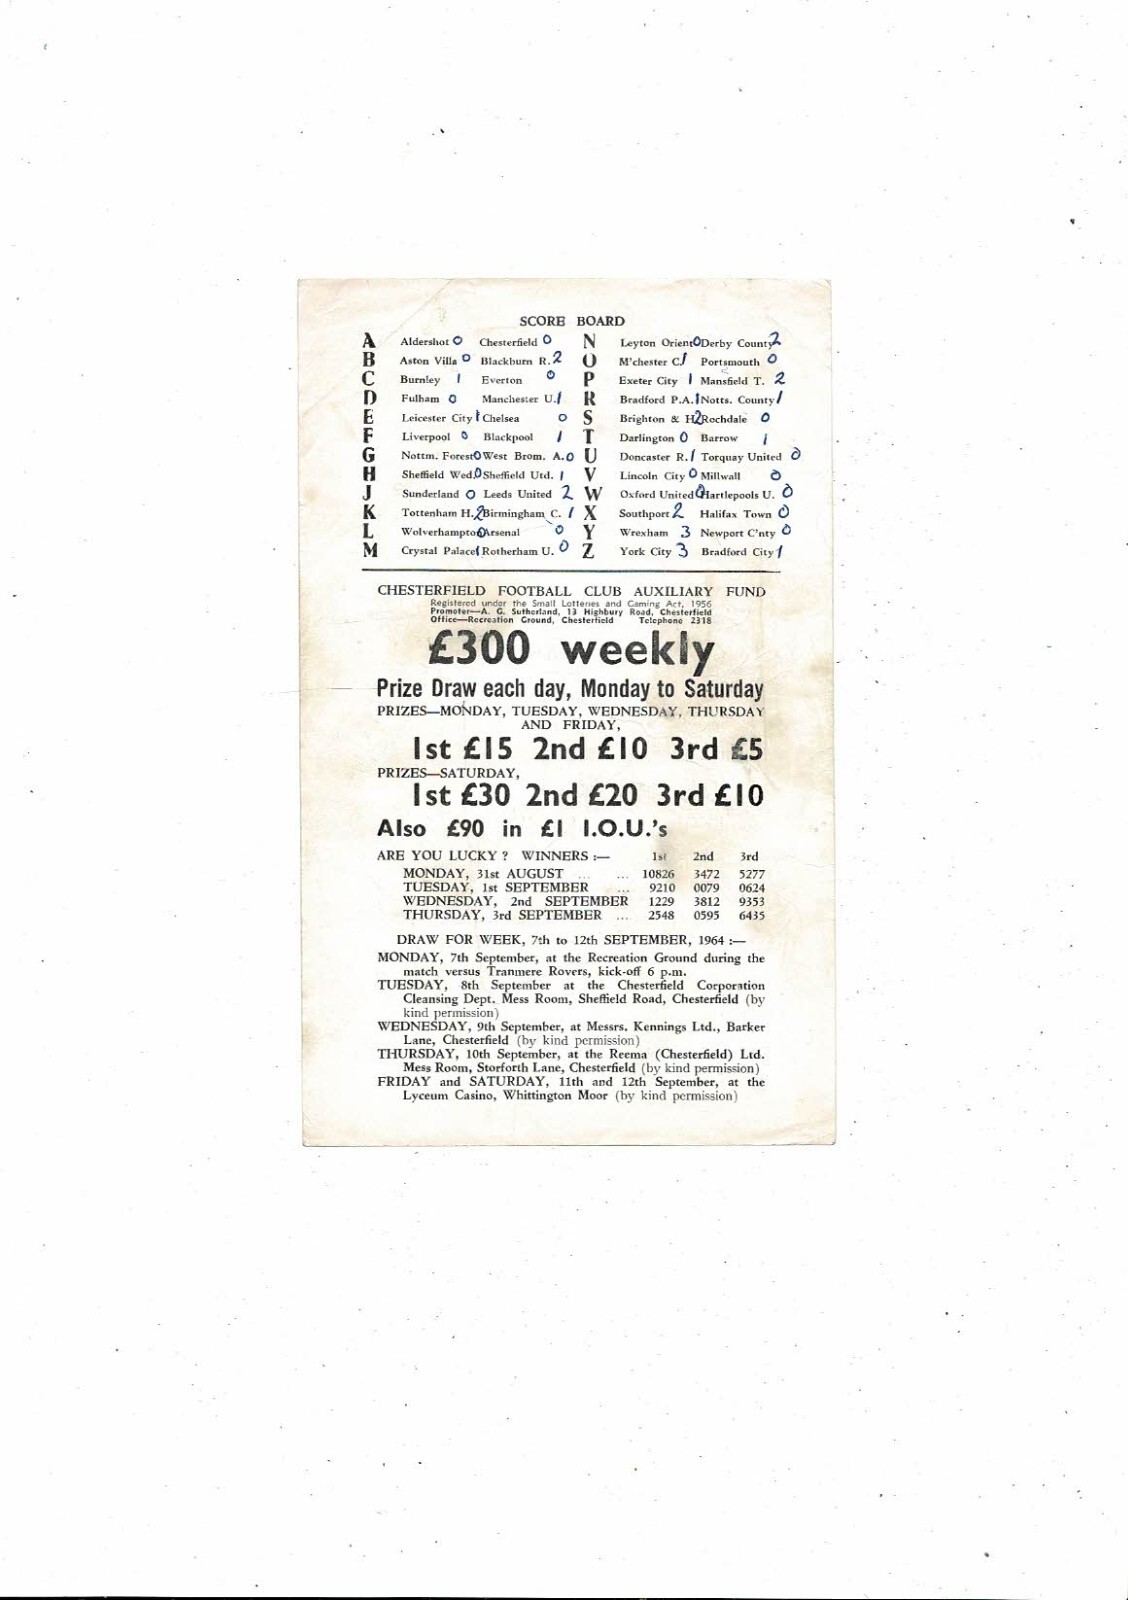 SCORE BOARD
A Aldershot 0 Chesterfield 0 N Leyton Orient 0 Derby County 2
B Aston Villa 0 Blackburn R. 2 O M'chester C. 1 Portsmouth 0
C Burnley 1 Everton 0 P Exeter City 1 Mansfield T. 2
D Fulham 0 Manchester U. 1 R Bradford P.A. 1 Notts. County 1
E Leicester City 1 Chelsea 0 S Brighton & H 2 Rochdale 0
F Liverpool 0 Blackpool 1 T Darlington 0 Barrow 1
G Nottm. Forest 0 West Brom. A. 0 U Doncaster R. 1 Torquay United 0
H Sheffield Wed. 0 Sheffield Utd. 1 V Lincoln City 0 Millwall 0
J Sunderland 0 Leeds United 2 W Oxford United 0 Hartlepools U. 0
K Tottenham H. 2 Birmingham C. 1 X Southport 2 Halifax Town 0
L Wolverhampton 0 Arsenal 0 Y Wrexham 3 Newport C'nty 0
M Crystal Palace 1 Rotherham U. 0 Z York City 3 Bradford City 1
CHESTERFIELD FOOTBALL CLUB AUXILIARY FUND
Registered under the Small Lotteries and Gaming Act, 1956
Promoter—A. G. Sutherland, 13 Highbury Road, Chesterfield
Office—Recreation Ground, Chesterfield Telephone 2318
£300 weekly
Prize Draw each day, Monday to Saturday
PRIZES—MONDAY, TUESDAY, WEDNESDAY, THURSDAY
AND FRIDAY,
1st £15 2nd £10 3rd £5
PRIZES—SATURDAY,
1st £30 2nd £20 3rd £10
Also £90 in £1 I.O.U.'s
ARE YOU LUCKY? WINNERS :— 1st 2nd 3rd
MONDAY, 31st AUGUST ... ... 10826 3472 5277
TUESDAY, 1st SEPTEMBER ... 9210 0079 0624
WEDNESDAY, 2nd SEPTEMBER 1229 3812 9353
THURSDAY, 3rd SEPTEMBER ... 2548 0595 6435
DRAW FOR WEEK, 7th to 12th SEPTEMBER, 1964 :—
MONDAY, 7th September, at the Recreation Ground during the
match versus Tranmere Rovers, kick-off 6 p.m.
TUESDAY, 8th September at the Chesterfield Corporation
Cleansing Dept. Mess Room, Sheffield Road, Chesterfield (by
kind permission)
WEDNESDAY, 9th September, at Messrs. Kennings Ltd., Barker
Lane, Chesterfield (by kind permission)
THURSDAY, 10th September, at the Reema (Chesterfield) Ltd.
Mess Room, Storforth Lane, Chesterfield (by kind permission)
FRIDAY and SATURDAY, 11th and 12th September, at the
Lyceum Casino, Whittington Moor (by kind permission)